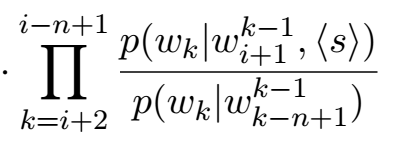 · ∏_{k=i+2}^{i−n+1} p(w_k|w_{i+1}^{k−1}, ⟨s⟩) / p(w_k|w_{k−n+1}^{k−1})